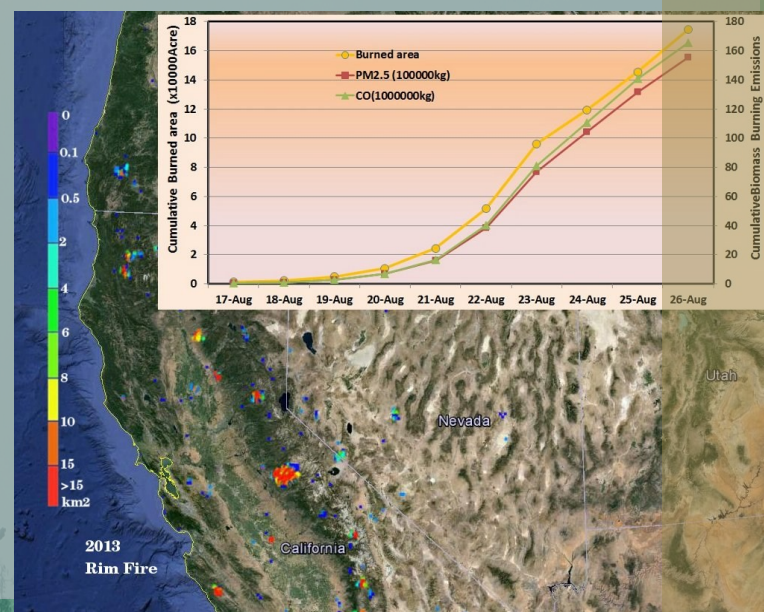 18
16
14
12
10
8
6
4
2
0
Cumulative Burned area (x10000Acre)
Burned area
PM2.5 (100000kg)
CO(1000000kg)
180
160
140
120
100
80
60
40
20
0
CumulativeBiomass Burning Emissions
17-Aug 18-Aug 19-Aug 20-Aug 21-Aug 22-Aug 23-Aug 24-Aug 25-Aug 26-Aug
0
0.1
0.5
2
4
6
8
10
15
>15
km2
Utah
Nevada
California
2013
Rim Fire